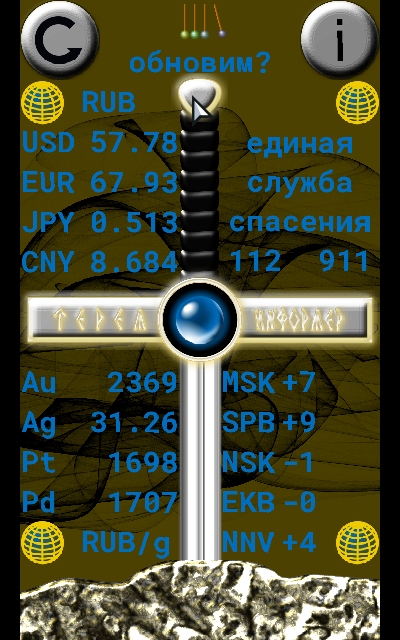 i
обновим?
RUB
USD 57.78
EUR 67.93
JPY 0.513
CNY 8.684
единая
служба
спасения
112 911
ТЕРЕМ ИНФОРМЕР
Au 2369
Ag 31.26
Pt 1698
Pd 1707
RUB/g
MSK +7
SPB +9
NSK -1
EKB -0
NNV +4